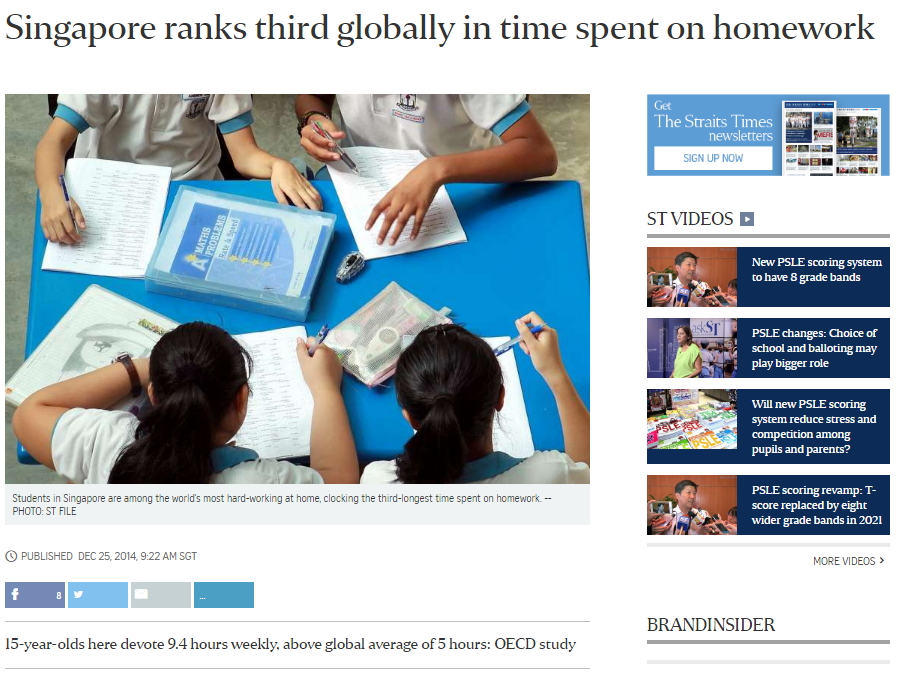 Singapore ranks third globally in time spent on homework
MATHS
PROBLEMS
Students in Singapore are among the world's most hard-working at home, clocking the third-longest time spent on homework. --
PHOTO: ST FILE
PUBLISHED DEC 25, 2014, 9:22 AM SGT
8
...
15-year-olds here devote 9.4 hours weekly, above global average of 5 hours: OECD study
Get
The Straits Times
newsletters
SIGN UP NOW
ST VIDEOS
New PSLE scoring system
to have 8 grade bands
askST
PSLE changes: Choice of
school and balloting may
play bigger role
PSLE
PSLE
Will new PSLE scoring
system reduce stress and
competition among
pupils and parents?
PSLE scoring revamp: T-
score replaced by eight
wider grade bands in 2021
MORE VIDEOS
BRANDINSIDER